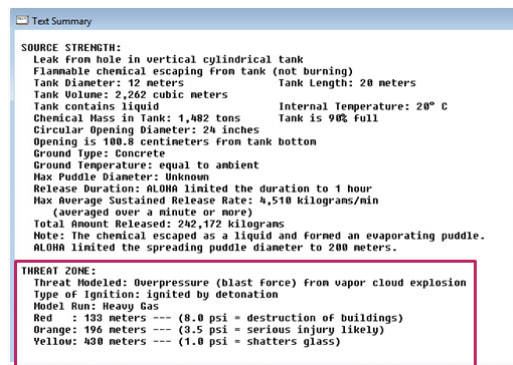 Text Summary
SOURCE STRENGTH:
Leak from hole in vertical cylindrical tank
Flammable chemical escaping from tank (not burning)
Tank Diameter: 12 meters Tank Length: 20 meters
Tank Volume: 2,262 cubic meters
Tank contains liquid Internal Temperature: 20° C
Chemical Mass in Tank: 1,482 tons Tank is 90% full
Circular Opening Diameter: 24 inches
Opening is 100.8 centimeters from tank bottom
Ground Type: Concrete
Ground Temperature: equal to ambient
Max Puddle Diameter: Unknown
Release Duration: ALOHA limited the duration to 1 hour
Max Average Sustained Release Rate: 4,510 kilograms/min
(averaged over a minute or more)
Total Amount Released: 242,172 kilograms
Note: The chemical escaped as a liquid and formed an evaporating puddle.
ALOHA limited the spreading puddle diameter to 200 meters.
THREAT ZONE:
Threat Modeled: Overpressure (blast force) from vapor cloud explosion
Type of Ignition: ignited by detonation
Model Run: Heavy Gas
Red : 133 meters --- (8.0 psi = destruction of buildings)
Orange: 196 meters --- (3.5 psi = serious injury likely)
Yellow: 430 meters --- (1.0 psi = shatters glass)